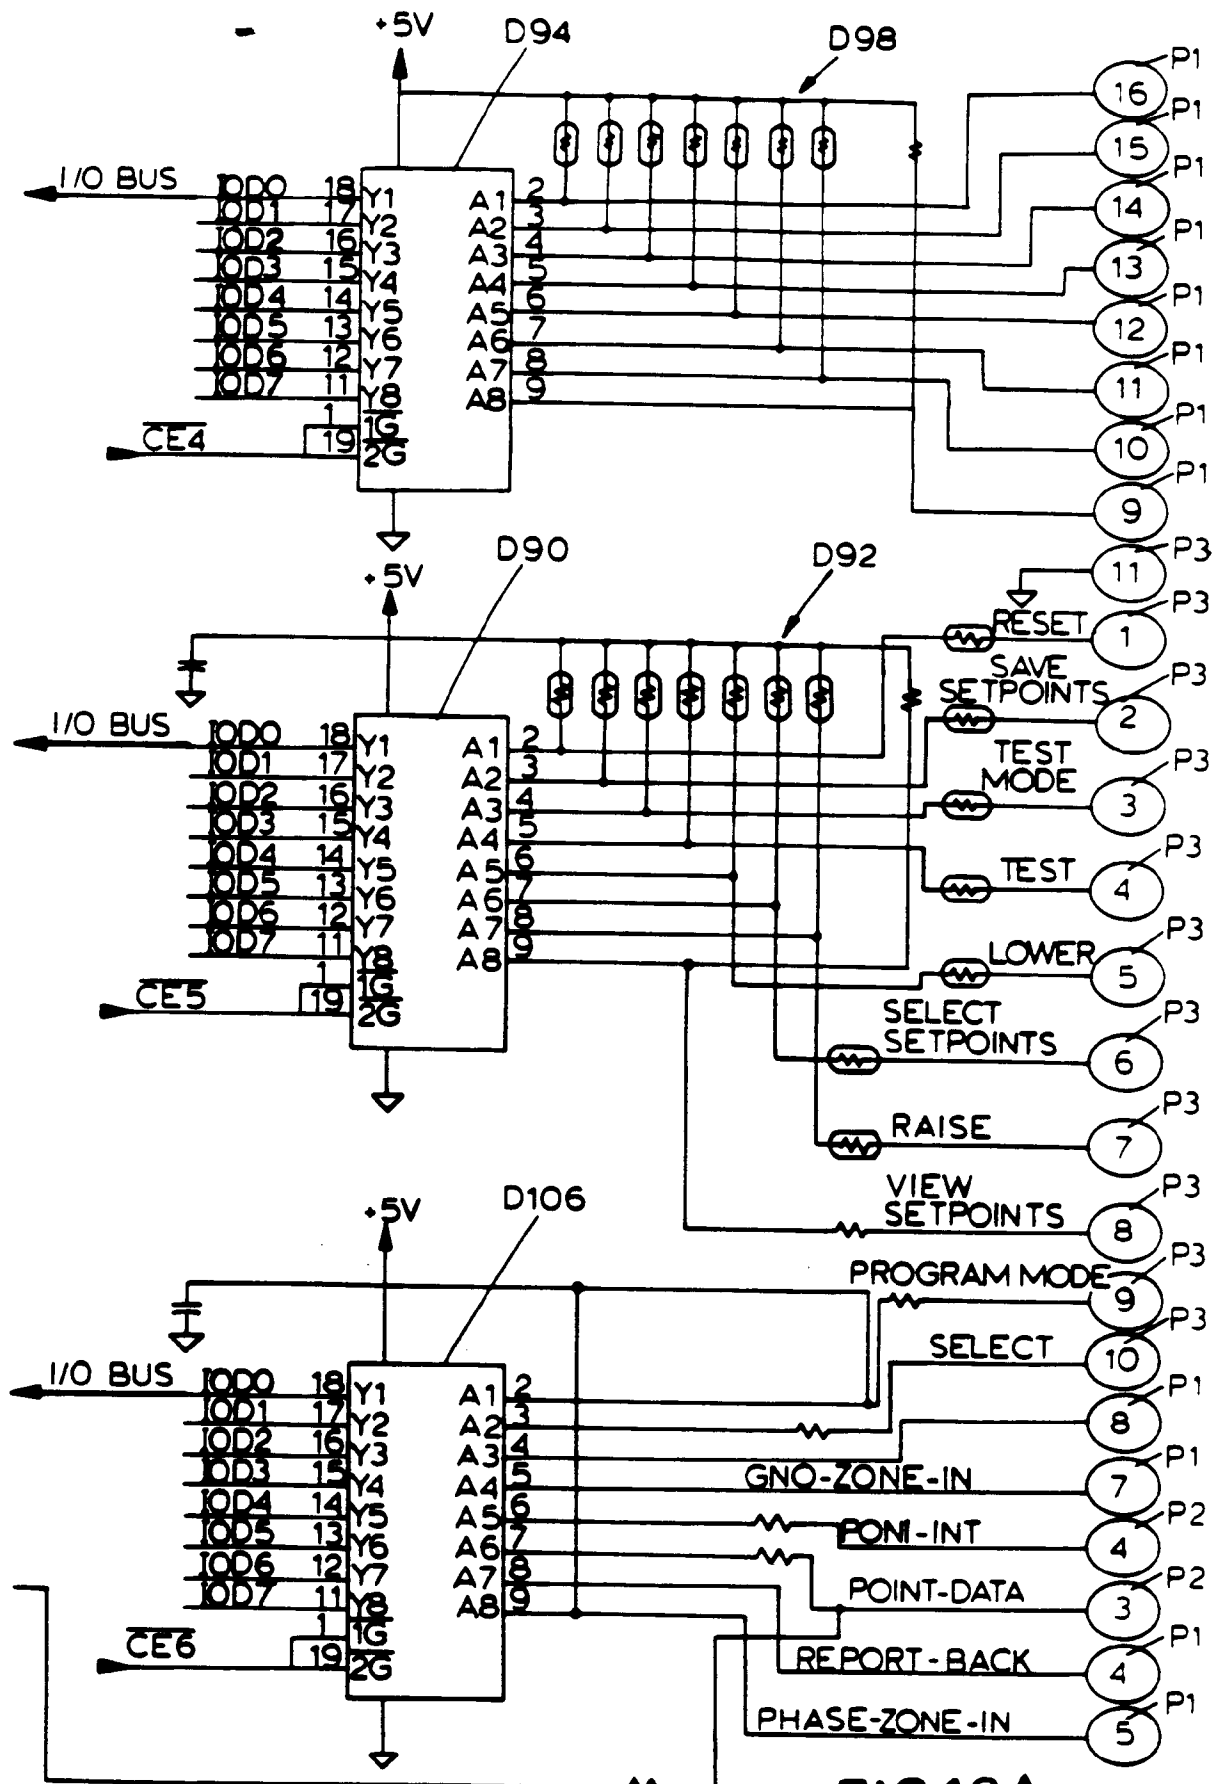 +5V
D94
D98
I/O BUS
IOD0 18 Y1
IOD1 17 Y2
IOD2 16 Y3
IOD3 15 Y4
IOD4 14 Y5
IOD5 13 Y6
IOD6 12 Y7
IOD7 11 Y8
1 1G
CE4 19 2G
A1 2
A2 3
A3 4
A4 5
A5 6
A6 7
A7 8
A8 9
16 P1
15 P1
14 P1
13 P1
12 P1
11 P1
10 P1
9 P1
11 P3
+5V
D90
D92
I/O BUS
IOD0 18 Y1
IOD1 17 Y2
IOD2 16 Y3
IOD3 15 Y4
IOD4 14 Y5
IOD5 13 Y6
IOD6 12 Y7
IOD7 11 Y8
1 1G
CE5 19 2G
A1 2
A2 3
A3 4
A4 5
A5 6
A6 7
A7 8
A8 9
RESET 1 P3
SAVE
SETPOINTS 2 P3
TEST
MODE 3 P3
TEST 4 P3
LOWER 5 P3
SELECT
SETPOINTS 6 P3
RAISE 7 P3
VIEW
SETPOINTS 8 P3
+5V
D106
I/O BUS
IOD0 18 Y1
IOD1 17 Y2
IOD2 16 Y3
IOD3 15 Y4
IOD4 14 Y5
IOD5 13 Y6
IOD6 12 Y7
IOD7 11 Y8
1 1G
CE6 19 2G
A1 2
A2 3
A3 4
A4 5
A5 6
A6 7
A7 8
A8 9
PROGRAM MODE 9 P3
SELECT 10 P3
8 P1
GND-ZONE-IN 7 P1
PONI-INT 4 P2
POINT-DATA 3 P2
REPORT-BACK 4 P1
PHASE-ZONE-IN 5 P1